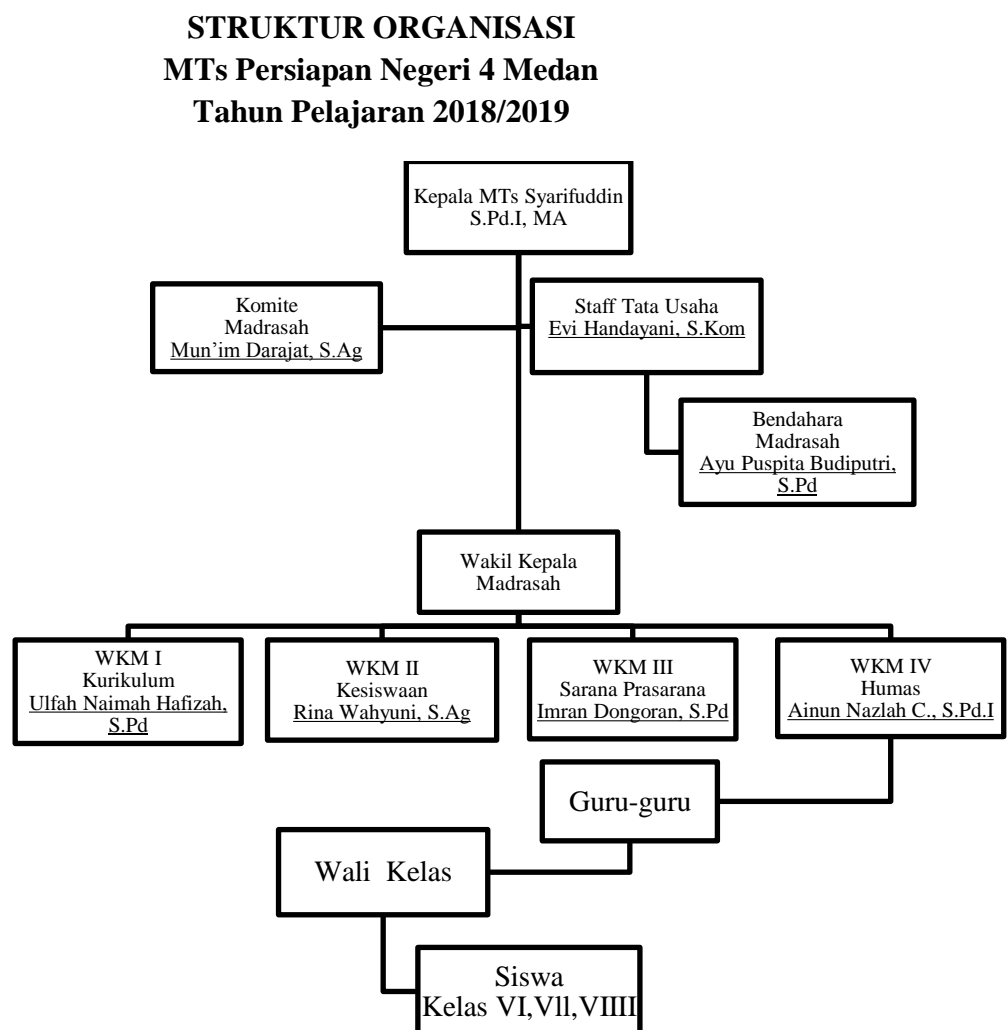 STRUKTUR ORGANISASI
MTs Persiapan Negeri 4 Medan
Tahun Pelajaran 2018/2019
Kepala MTs Syarifuddin
S.Pd.I, MA
Komite
Madrasah
Mun’im Darajat, S.Ag
Staff Tata Usaha
Evi Handayani, S.Kom
Bendahara
Madrasah
Ayu Puspita Budiputri,
S.Pd
Wakil Kepala
Madrasah
WKM I
Kurikulum
Ulfah Naimah Hafizah,
S.Pd
WKM II
Kesiswaan
Rina Wahyuni, S.Ag
WKM III
Sarana Prasarana
Imran Dongoran, S.Pd
WKM IV
Humas
Ainun Nazlah C., S.Pd.I
Guru-guru
Wali Kelas
Siswa
Kelas VI,Vll,VIIII